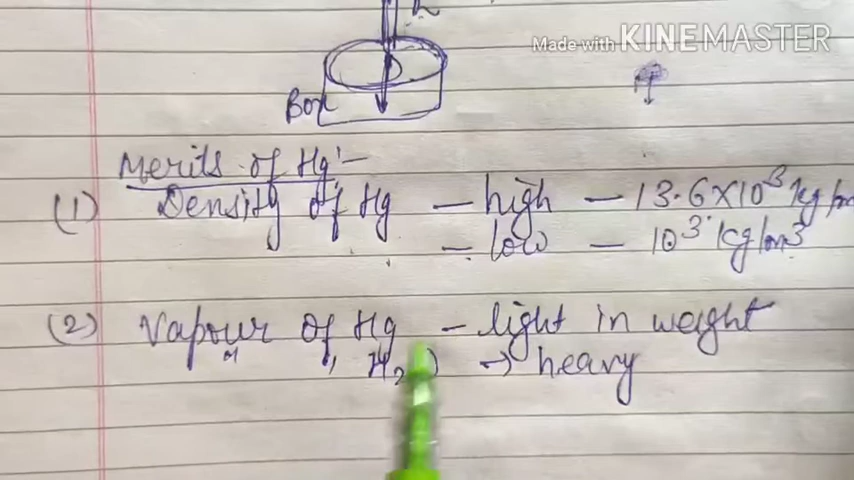 Made with KINEMASTER
Box
Merits of Hg:-
(1) Density of Hg - high - 13.6×10³ kg/m
- low - 10³ kg/m³
(2) Vapour of Hg - light in weight
" , H₂O → heavy